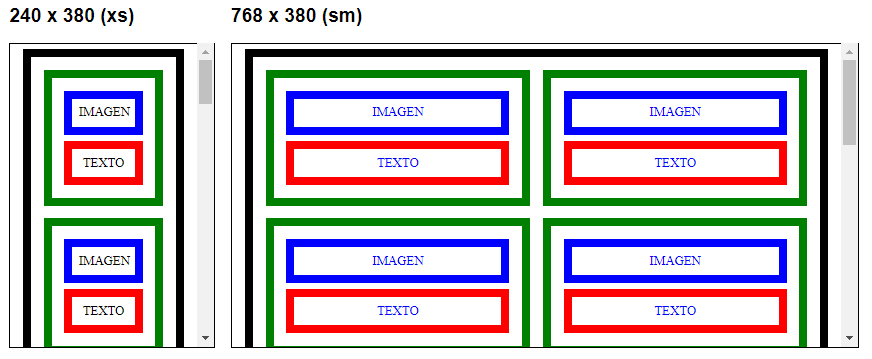 240 x 380 (xs)
768 x 380 (sm)
IMAGEN
TEXTO
IMAGEN
TEXTO
IMAGEN IMAGEN
TEXTO TEXTO
IMAGEN IMAGEN
TEXTO TEXTO